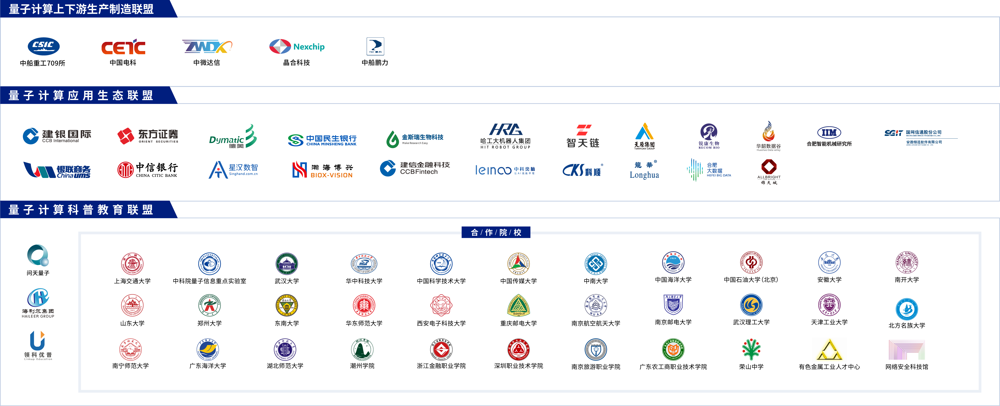 量子计算上下游生产制造联盟
CSIC
CETC
ZWDX
Nexchip
724 鹏力
中船重工709所
中国电科
中微达信
晶合科技
中船鹏力
量子计算应用生态联盟
建银国际
CCB International
东方证券
ORIENT SECURITIES
Dymatic
德美
中国民生银行
CHINA MINSHENG BANK
金斯瑞生物科技
Make Research Easy
HRG
哈工大机器人集团
HIT ROBOT GROUP
智天链
天原集团
TIANYUAN GROUP
锐康生物
RECOM BIO
华韶数据谷
Huashao Data valley
IIM
合肥智能机械研究所
SGIT
国网信通股份公司
STATE GRID INFO & TELECOM CO.,LTD.
安徽继远软件有限公司
银联商务
China ums
中信银行
CHINA CITIC BANK
星汉数智
Singhand.com.cn
瀚海博兴
BIOX-VISION
建信金融科技
CCBFintech
leinao
中科类脑
让AI无处不在
CKS科顺®
龍華®
Longhua
合肥
大数据
HEFEI BIG DATA
ALLBRIGHT
LAW OFFICES
锦天城
量子计算科普教育联盟
合/作/院/校
问天量子
海利尔集团
HAILEER GROUP
领科优普
Linkup Education
上海交通大学
中科院量子信息重点实验室
武汉大学
华中科技大学
中国科学技术大学
中国传媒大学
中南大学
中国海洋大学
中国石油大学(北京)
安徽大学
南开大学
山东大学
郑州大学
东南大学
华东师范大学
西安电子科技大学
重庆邮电大学
南京航空航天大学
南京邮电大学
武汉理工大学
天津工业大学
北方名族大学
南宁师范大学
广东海洋大学
湖北师范大学
潮州学院
浙江金融职业学院
深圳职业技术学院
南京旅游职业学院
广东农工商职业技术学院
荣山中学
有色金属工业人才中心
网络安全科技馆